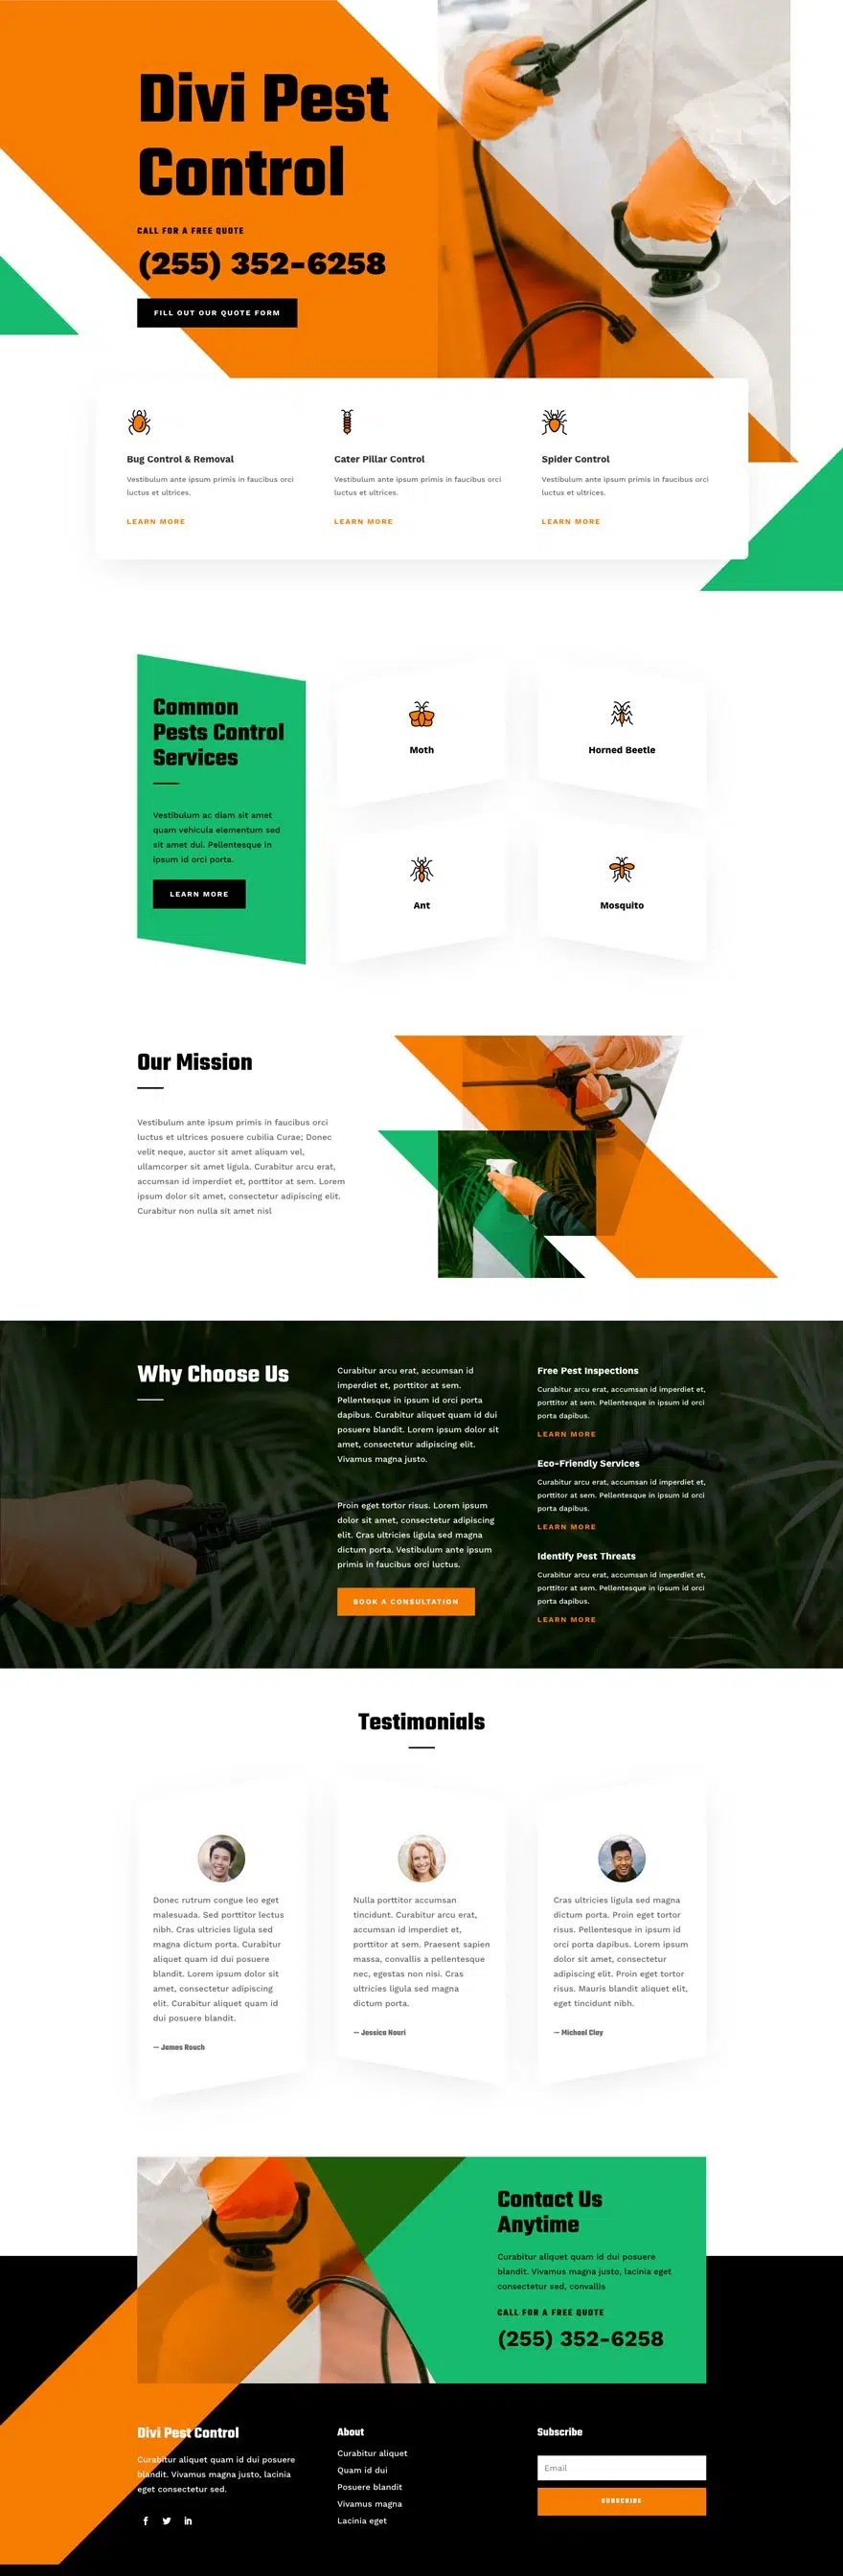 Divi Pest
Control
CALL FOR A FREE QUOTE
(255) 352-6258
FILL OUT OUR QUOTE FORM
Bug Control & Removal
Vestibulum ante ipsum primis in faucibus orci
luctus et ultrices.
LEARN MORE
Cater Pillar Control
Vestibulum ante ipsum primis in faucibus orci
luctus et ultrices.
LEARN MORE
Spider Control
Vestibulum ante ipsum primis in faucibus orci
luctus et ultrices.
LEARN MORE
Common
Pests Control
Services
Vestibulum ac diam sit amet
quam vehicula elementum sed
sit amet dui. Pellentesque in
ipsum id orci porta.
LEARN MORE
Moth
Horned Beetle
Ant
Mosquito
Our Mission
Vestibulum ante ipsum primis in faucibus orci
luctus et ultrices posuere cubilia Curae; Donec
velit neque, auctor sit amet aliquam vel,
ullamcorper sit amet ligula. Curabitur arcu erat,
accumsan id imperdiet et, porttitor at sem. Lorem
ipsum dolor sit amet, consectetur adipiscing elit.
Curabitur non nulla sit amet nisl
Why Choose Us
Curabitur arcu erat, accumsan id
imperdiet et, porttitor at sem.
Pellentesque in ipsum id orci porta
dapibus. Curabitur aliquet quam id dui
posuere blandit. Lorem ipsum dolor sit
amet, consectetur adipiscing elit.
Vivamus magna justo.
Proin eget tortor risus. Lorem ipsum
dolor sit amet, consectetur adipiscing
elit. Cras ultricies ligula sed magna
dictum porta. Vestibulum ante ipsum
primis in faucibus orci luctus.
BOOK A CONSULTATION
Free Pest Inspections
Curabitur arcu erat, accumsan id imperdiet et,
porttitor at sem. Pellentesque in ipsum id orci
porta dapibus.
LEARN MORE
Eco-Friendly Services
Curabitur arcu erat, accumsan id imperdiet et,
porttitor at sem. Pellentesque in ipsum id orci
porta dapibus.
LEARN MORE
Identify Pest Threats
Curabitur arcu erat, accumsan id imperdiet et,
porttitor at sem. Pellentesque in ipsum id orci
porta dapibus.
LEARN MORE
Testimonials
Donec rutrum congue leo eget
malesuada. Sed porttitor lectus
nibh. Cras ultricies ligula sed
magna dictum porta. Curabitur
aliquet quam id dui posuere
blandit. Lorem ipsum dolor sit
amet, consectetur adipiscing
elit. Curabitur aliquet quam id
dui posuere blandit.
— James Rouch
Nulla porttitor accumsan
tincidunt. Curabitur arcu erat,
accumsan id imperdiet et,
porttitor at sem. Praesent sapien
massa, convallis a pellentesque
nec, egestas non nisi. Cras
ultricies ligula sed magna
dictum porta.
— Jessica Nouri
Cras ultricies ligula sed magna
dictum porta. Proin eget tortor
risus. Pellentesque in ipsum id
orci porta dapibus. Lorem ipsum
dolor sit amet, consectetur
adipiscing elit. Proin eget tortor
risus. Mauris blandit aliquet elit,
eget tincidunt nibh.
— Michael Cley
Contact Us
Anytime
Curabitur aliquet quam id dui posuere
blandit. Vivamus magna justo, lacinia eget
consectetur sed, convallis
CALL FOR A FREE QUOTE
(255) 352-6258
Divi Pest Control
Curabitur aliquet quam id dui posuere
blandit. Vivamus magna justo, lacinia
eget consectetur sed.
About
Curabitur aliquet
Quam id dui
Posuere blandit
Vivamus magna
Lacinia eget
Subscribe
Email
SUBSCRIBE